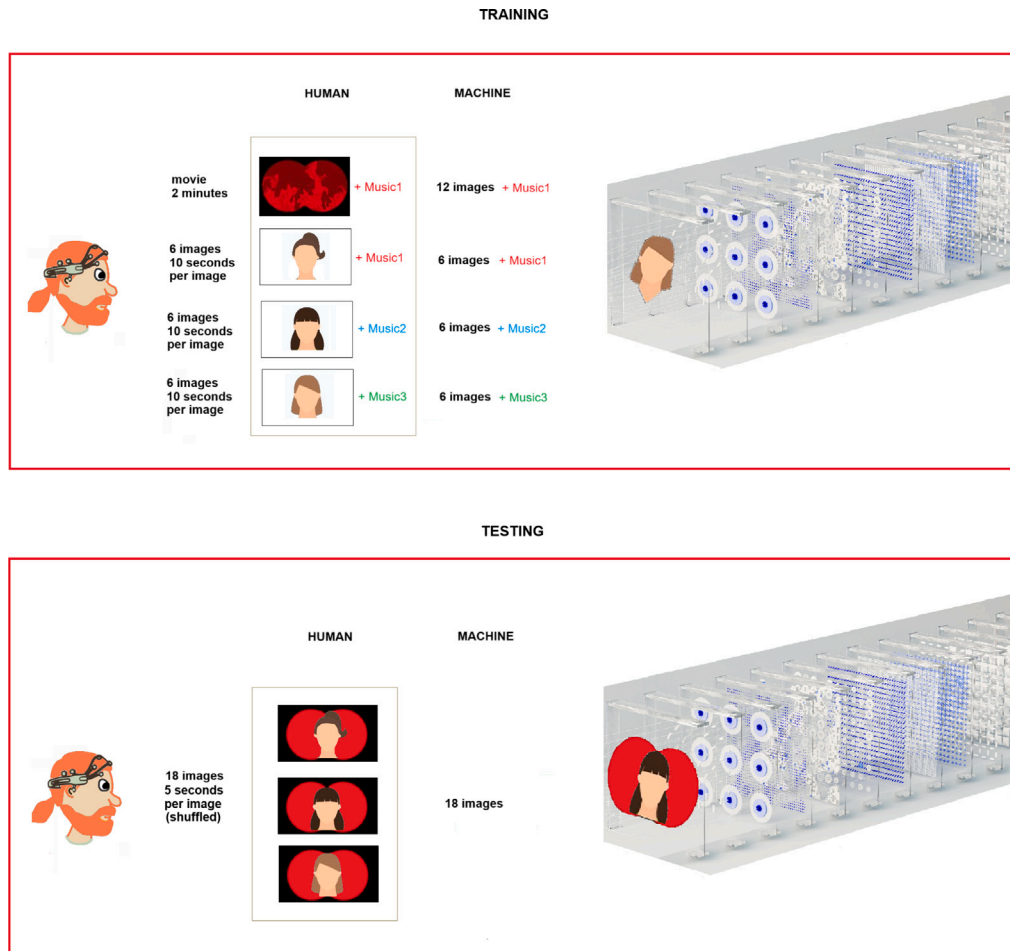 TRAINING
HUMAN
MACHINE
movie
2 minutes
+ Music1
12 images + Music1
6 images
10 seconds
per image
+ Music1
6 images + Music1
6 images
10 seconds
per image
+ Music2
6 images + Music2
6 images
10 seconds
per image
+ Music3
6 images + Music3
TESTING
HUMAN
MACHINE
18 images
5 seconds
per image
(shuffled)
18 images